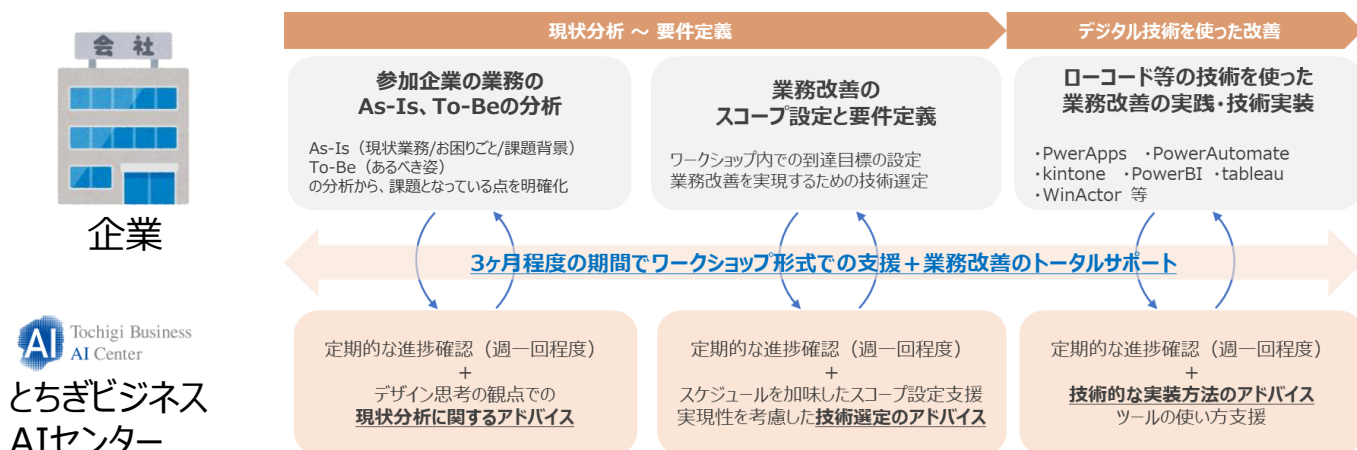 会 社
企業
現状分析 ～ 要件定義
デジタル技術を使った改善
参加企業の業務の
As-Is、To-Beの分析
As-Is（現状業務/お困りごと/課題背景）
To-Be（あるべき姿）
の分析から、課題となっている点を明確化
業務改善の
スコープ設定と要件定義
ワークショップ内での到達目標の設定
業務改善を実現するための技術選定
ローコード等の技術を使った
業務改善の実践・技術実装
・PwerApps ・PowerAutomate
・kintone ・PowerBI ・tableau
・WinActor 等
3ヶ月程度の期間でワークショップ形式での支援＋業務改善のトータルサポート
AI Tochigi Business
AI Center
とちぎビジネス
AIセンター
定期的な進捗確認（週一回程度）
+
デザイン思考の観点での
現状分析に関するアドバイス
定期的な進捗確認（週一回程度）
+
スケジュールを加味したスコープ設定支援
実現性を考慮した技術選定のアドバイス
定期的な進捗確認（週一回程度）
+
技術的な実装方法のアドバイス
ツールの使い方支援